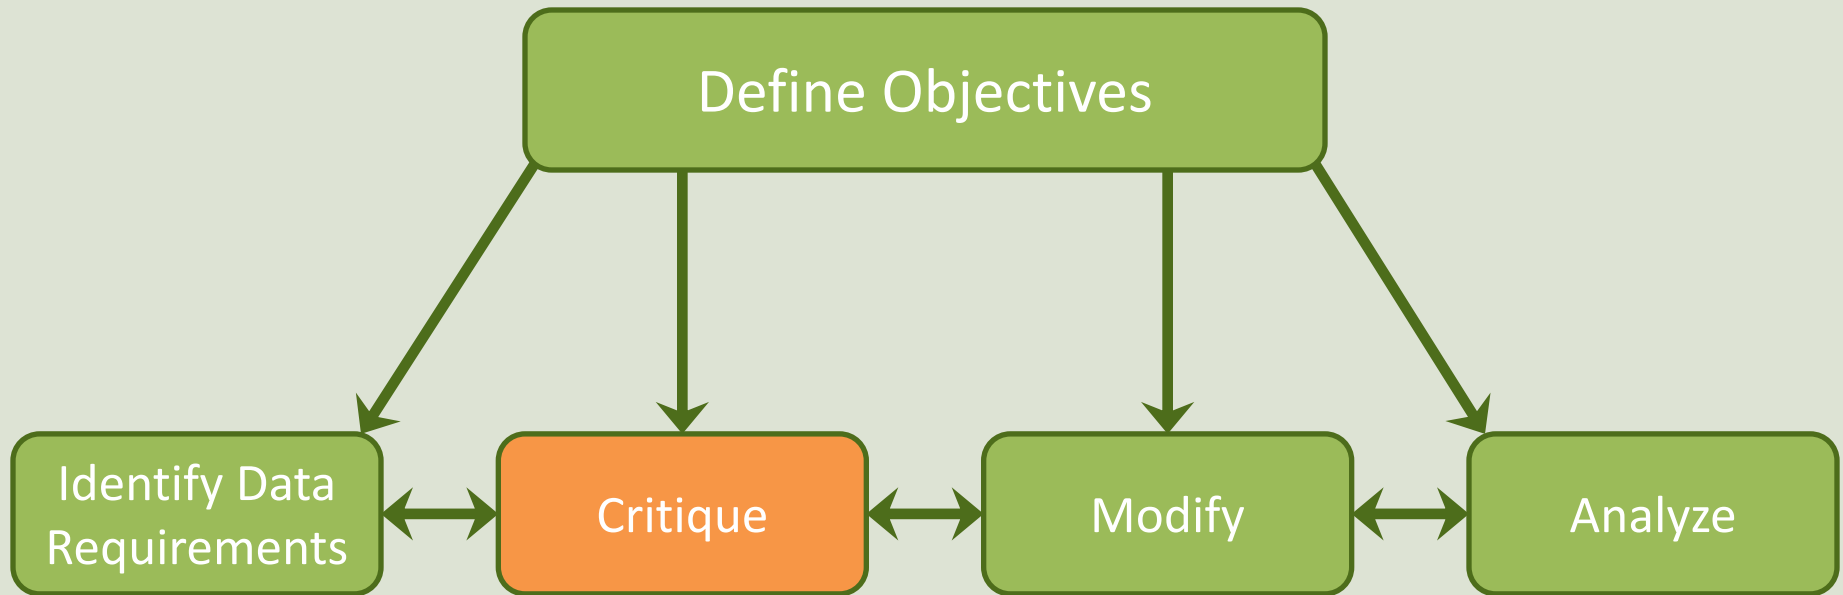 Define Objectives
Identify Data
Requirements
Critique
Modify
Analyze